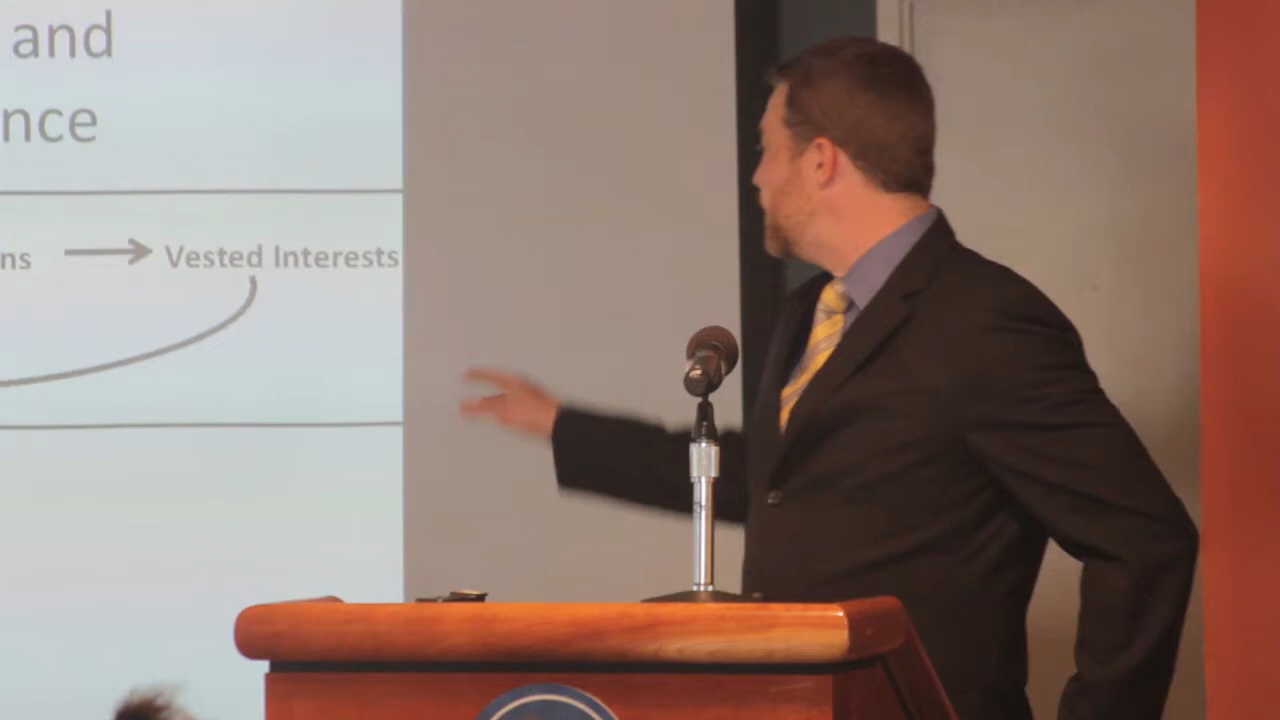 and
nce
ns → Vested Interests